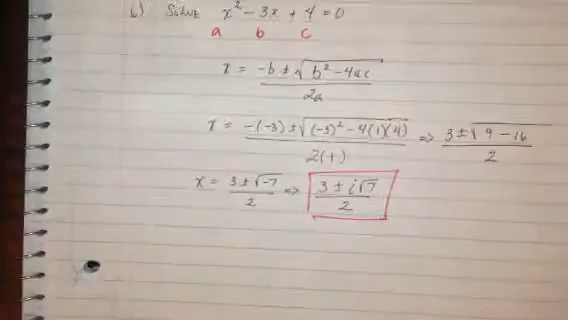 6) Solve x² - 3x + 4 = 0
a b c
x = -b ± √b² - 4ac / 2a
x = -(-3) ± √(-3)² - 4(1)(4) / 2(1) => 3 ± √9 - 16 / 2
x = 3 ± √-7 / 2 => 3 ± i√7 / 2